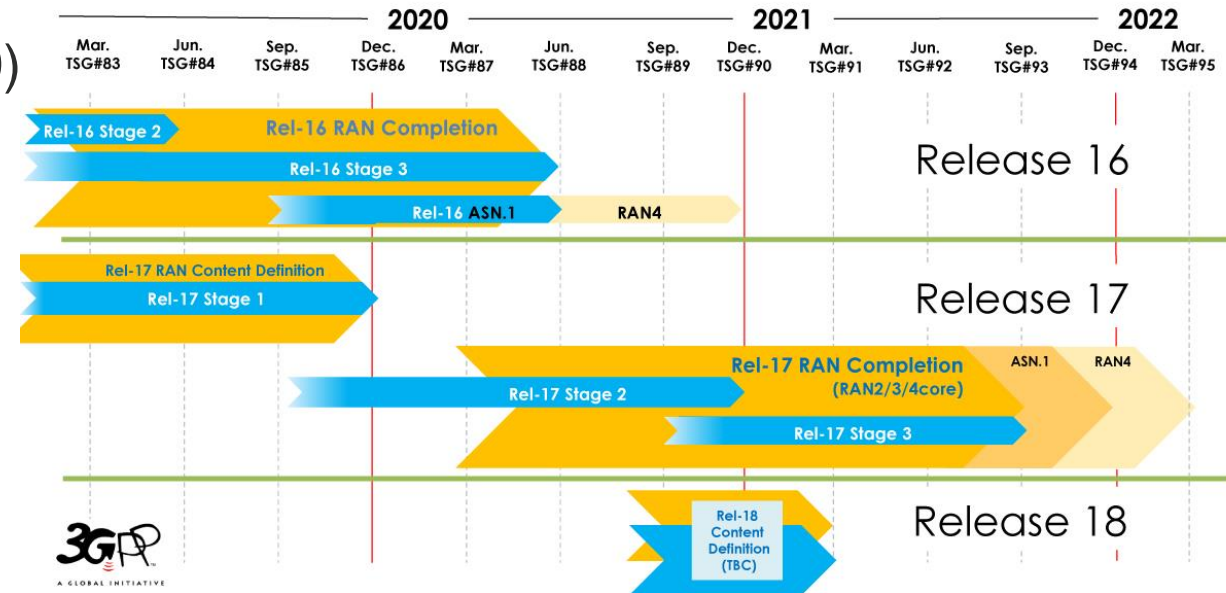 2020 2021 2022
Mar. Jun. Sep. Dec. Mar. Jun. Sep. Dec. Mar. Jun. Sep. Dec. Mar.
TSG#83 TSG#84 TSG#85 TSG#86 TSG#87 TSG#88 TSG#89 TSG#90 TSG#91 TSG#92 TSG#93 TSG#94 TSG#95
)
Rel-16 Stage 2
Rel-16 RAN Completion
Rel-16 Stage 3
Rel-16 ASN.1
RAN4
Release 16
Rel-17 RAN Content Definition
Rel-17 Stage 1
Release 17
Rel-17 RAN Completion
(RAN2/3/4core)
ASN.1
RAN4
Rel-17 Stage 2
Rel-17 Stage 3
Rel-18
Content
Definition
(TBC)
Release 18
3GPP
TM
A GLOBAL INITIATIVE